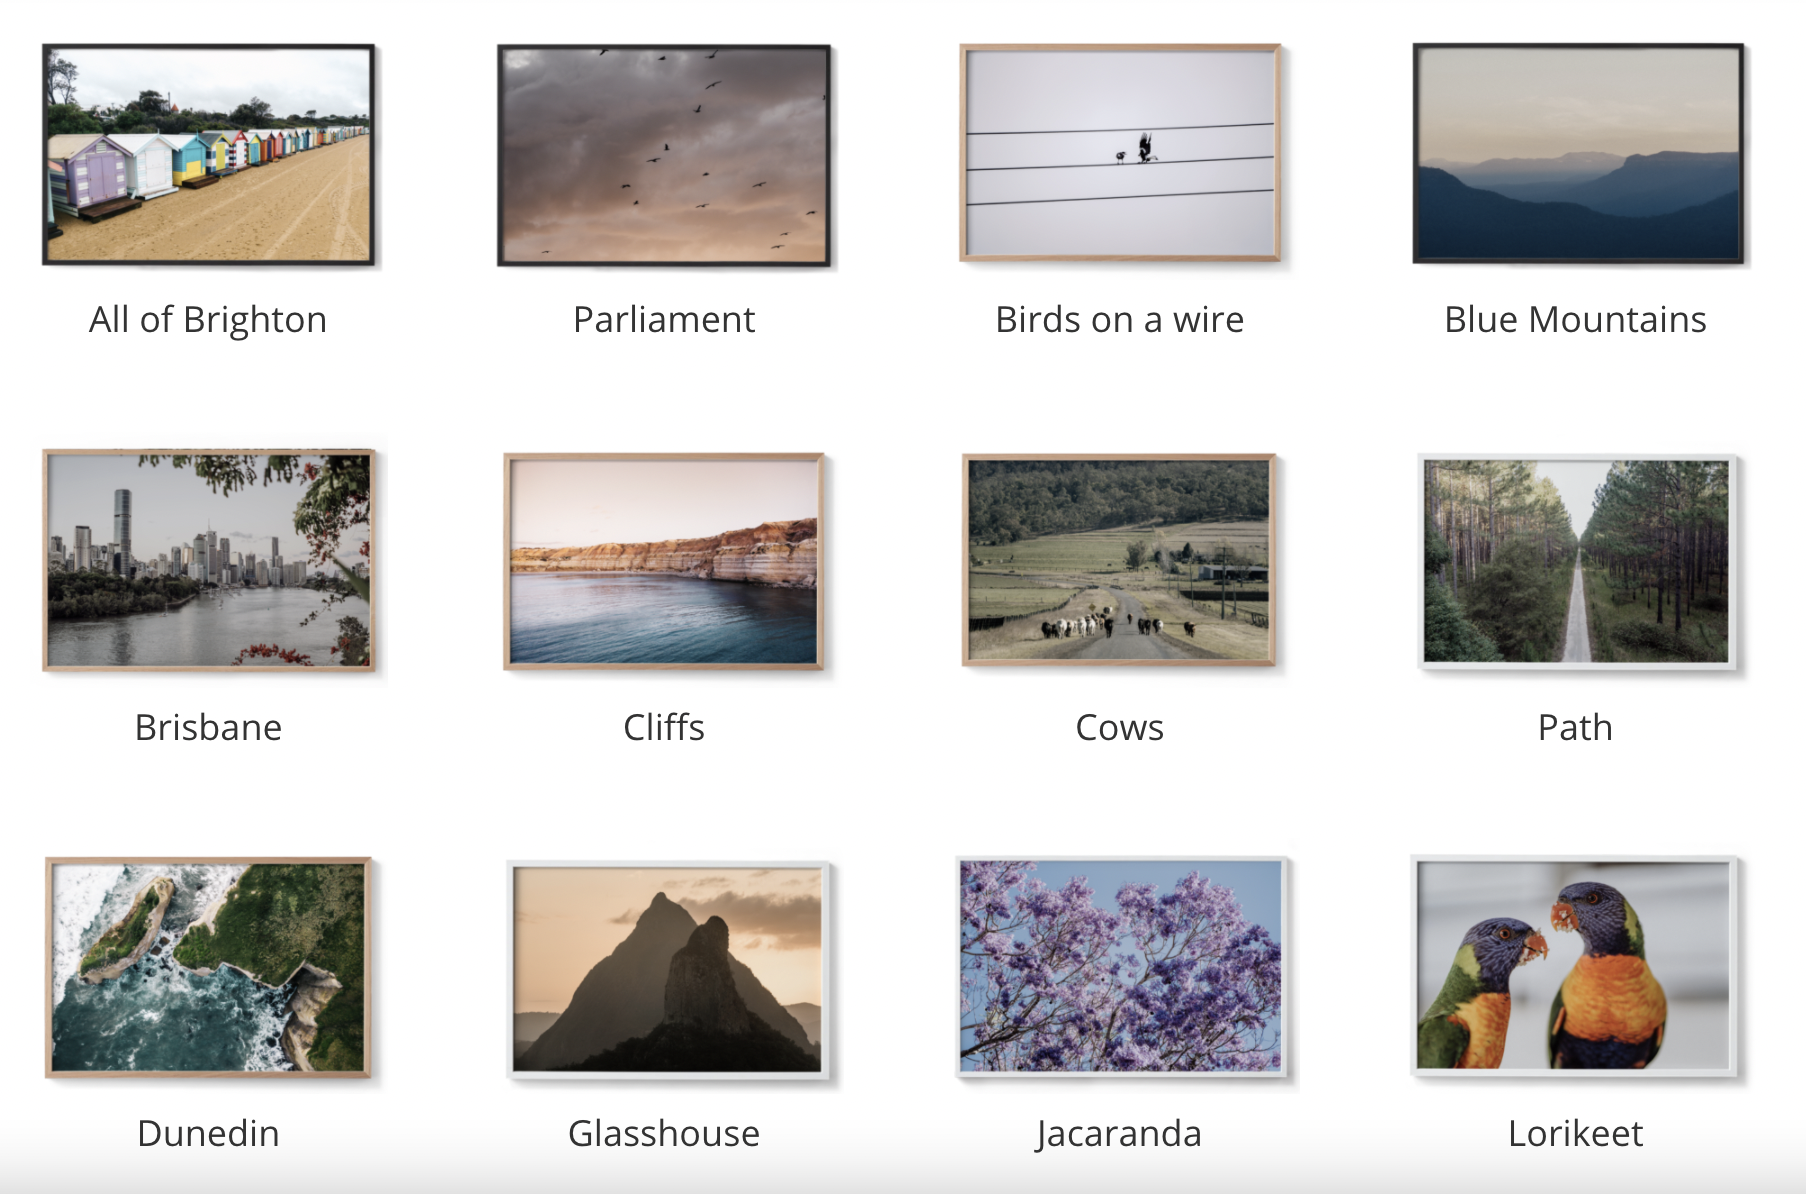 All of Brighton
Parliament
Birds on a wire
Blue Mountains
Brisbane
Cliffs
Cows
Path
Dunedin
Glasshouse
Jacaranda
Lorikeet